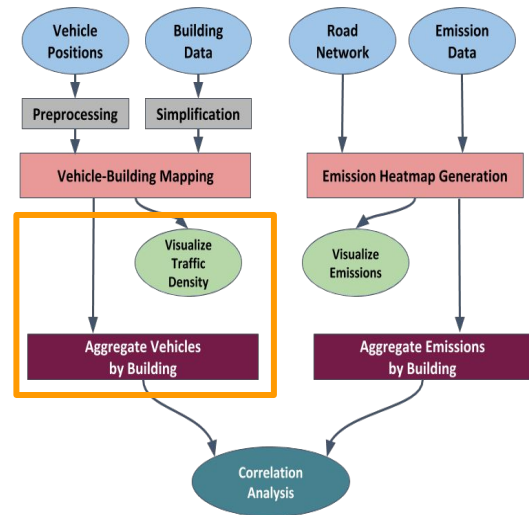 Vehicle
Positions
Building
Data
Road
Network
Emission
Data
Preprocessing
Simplification
Vehicle-Building Mapping
Emission Heatmap Generation
Visualize
Traffic
Density
Visualize
Emissions
Aggregate Vehicles
by Building
Aggregate Emissions
by Building
Correlation
Analysis